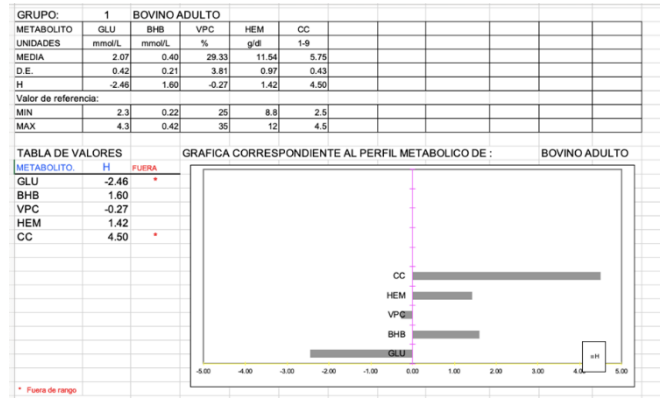 GRUPO: 1 BOVINO ADULTO
METABOLITO GLU BHB VPC HEM CC
UNIDADES mmol/L mmol/L % g/dl 1-9
MEDIA 2.07 0.40 29.33 11.54 5.75
D.E. 0.42 0.21 3.81 0.97 0.43
H -2.46 1.60 -0.27 1.42 4.50
Valor de referencia:
MIN 2.3 0.22 25 8.8 2.5
MAX 4.3 0.42 35 12 4.5
TABLA DE VALORES GRAFICA CORRESPONDIENTE AL PERFIL METABOLICO DE : BOVINO ADULTO
METABOLITO. H FUERA
GLU -2.46 *
BHB 1.60
VPC -0.27
HEM 1.42
CC 4.50 *
CC
HEM
VPC
BHB
GLU
H
-5.00 -4.00 -3.00 -2.00 -1.00 0.00 1.00 2.00 3.00 5.00
* Fuera de rango